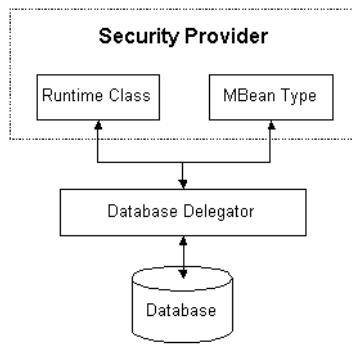 Security Provider
Runtime Class
MBean Type
Database Delegator
Database